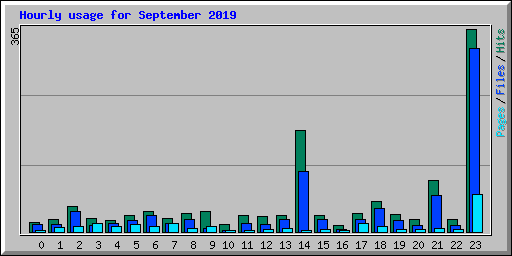 Hourly usage for September 2019
365
Pages / Files / Hits
0 1 2 3 4 5 6 7 8 9 10 11 12 13 14 15 16 17 18 19 20 21 22 23